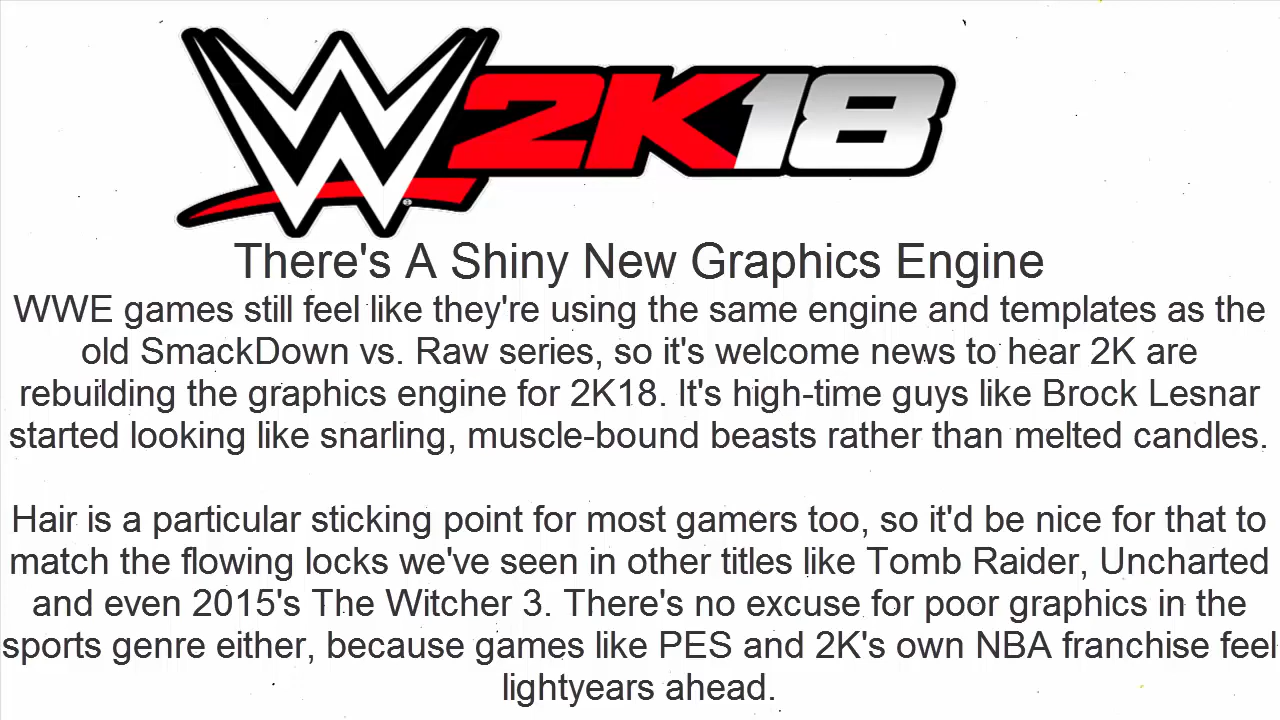 W2K18
There's A Shiny New Graphics Engine
WWE games still feel like they're using the same engine and templates as the
old SmackDown vs. Raw series, so it's welcome news to hear 2K are
rebuilding the graphics engine for 2K18. It's high-time guys like Brock Lesnar
started looking like snarling, muscle-bound beasts rather than melted candles.
Hair is a particular sticking point for most gamers too, so it'd be nice for that to
match the flowing locks we've seen in other titles like Tomb Raider, Uncharted
and even 2015's The Witcher 3. There's no excuse for poor graphics in the
sports genre either, because games like PES and 2K's own NBA franchise feel
lightyears ahead.